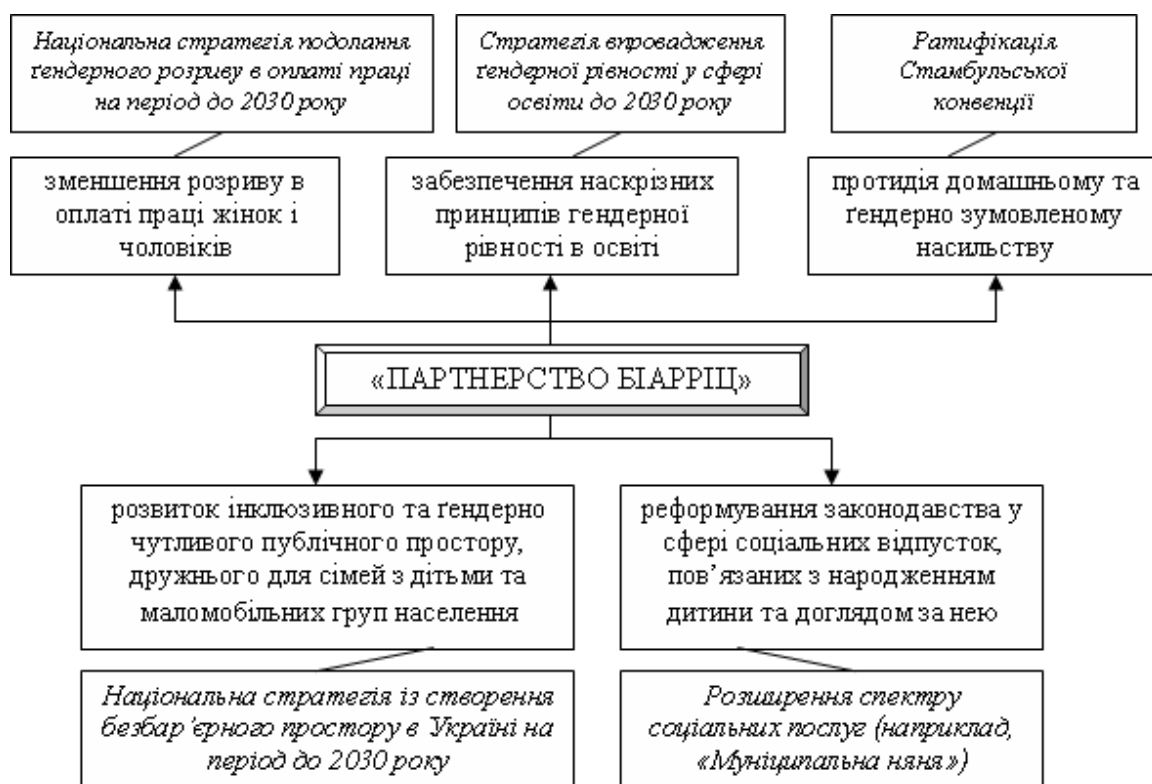 Національна стратегія подолання
ґендерного розриву в оплаті праці
на період до 2030 року
Стратегія впровадження
ґендерної рівності у сфері
освіти до 2030 року
Ратифікація
Стамбульської
конвенції
зменшення розриву в
оплаті праці жінок і
чоловіків
забезпечення наскрізних
принципів гендерної
рівності в освіті
протидія домашньому та
ґендерно зумовленому
насильству
«ПАРТНЕРСТВО БІАРРІЦ»
розвиток інклюзивного та ґендерно
чутливого публічного простору,
дружнього для сімей з дітьми та
маломобільних груп населення
реформування законодавства у
сфері соціальних відпусток,
пов’язаних з народженням
дитини та доглядом за нею
Національна стратегія із створення
безбар’єрного простору в Україні на
період до 2030 року
Розширення спектру
соціальних послуг (наприклад,
«Муніципальна няня»)